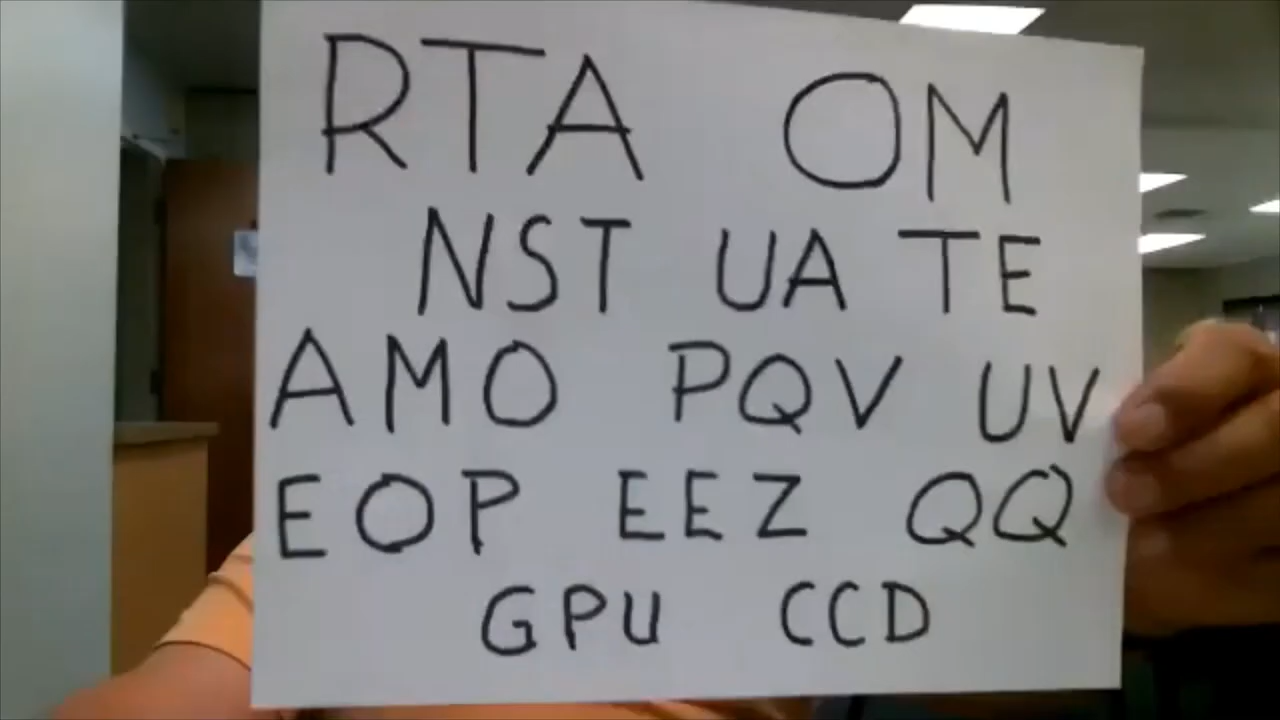 RTA OM
NST UA TE
AMO PQV UV
EOP EEZ QQ
GPU CCD